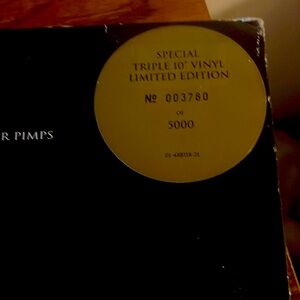 SPECIAL
TRIPLE 10" VINYL
LIMITED EDITION
Nº 003780
OF
5000
R PIMPS